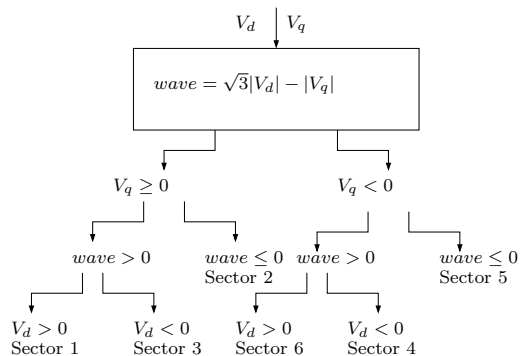 V_d V_q
wave = √3|V_d| − |V_q|
V_q ≥ 0 V_q < 0
wave > 0 wave ≤ 0 wave > 0 wave ≤ 0
Sector 2 Sector 5
V_d > 0 V_d < 0 V_d > 0 V_d < 0
Sector 1 Sector 3 Sector 6 Sector 4